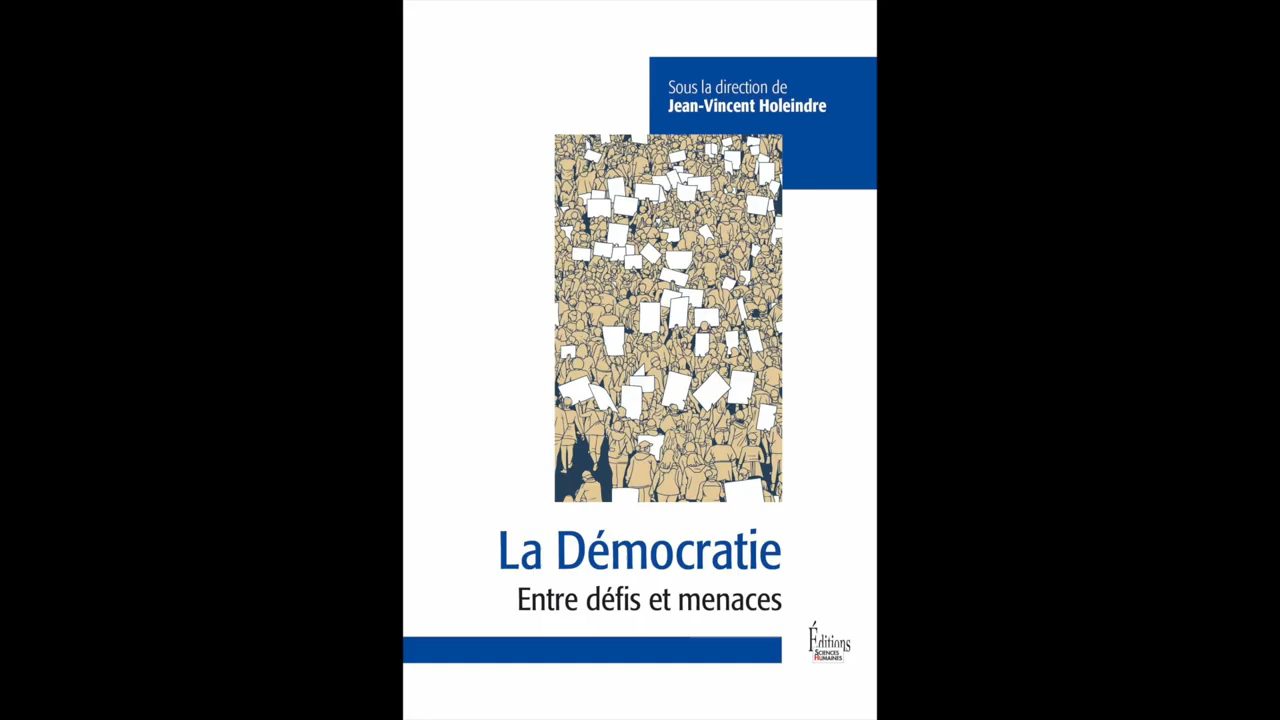 Sous la direction de
Jean-Vincent Holeindre
La Démocratie
Entre défis et menaces
Éditions
SCIENCES
HUMAINES